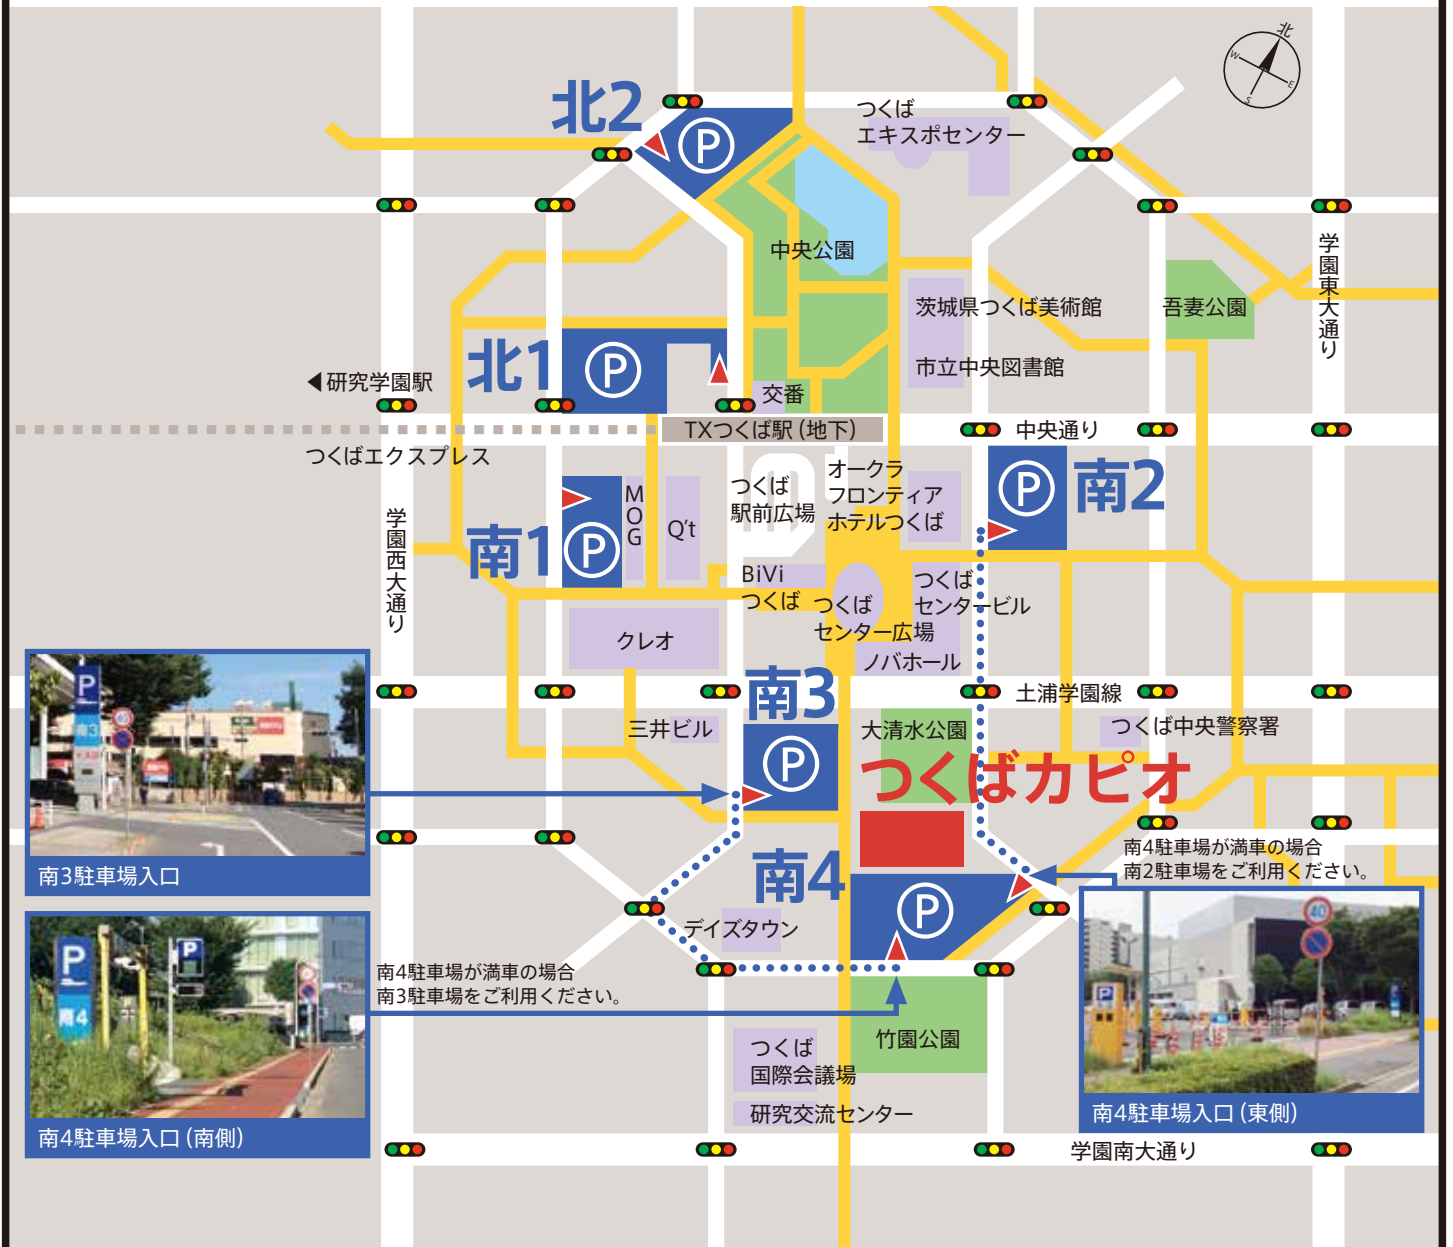 北
W
E
S
北2
P
つくば
エキスポセンター
中央公園
学園東大通り
茨城県つくば美術館
吾妻公園
北1
P
市立中央図書館
◀研究学園駅
交番
TXつくば駅(地下)
中央通り
つくばエクスプレス
オークラ
フロンティア
ホテルつくば
P
南2
MOG
Q't
つくば
駅前広場
学園西大通り
南1
P
BiVi
つくば
つくば
センター広場
つくば
センタービル
クレオ
ノバホール
南3
土浦学園線
三井ビル
大清水公園
つくば中央警察署
P
つくばカピオ
P
南3
40
南3駐車場入口
南4駐車場が満車の場合
南2駐車場をご利用ください。
南4
P
デイズタウン
P
南4
P
南4駐車場が満車の場合
南3駐車場をご利用ください。
40
P
竹園公園
つくば
国際会議場
研究交流センター
南4駐車場入口(東側)
南4駐車場入口(南側)
学園南大通り